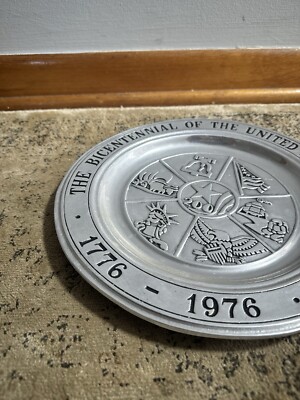 THE BICENTENNIAL OF THE UNITED
1776 - 1976